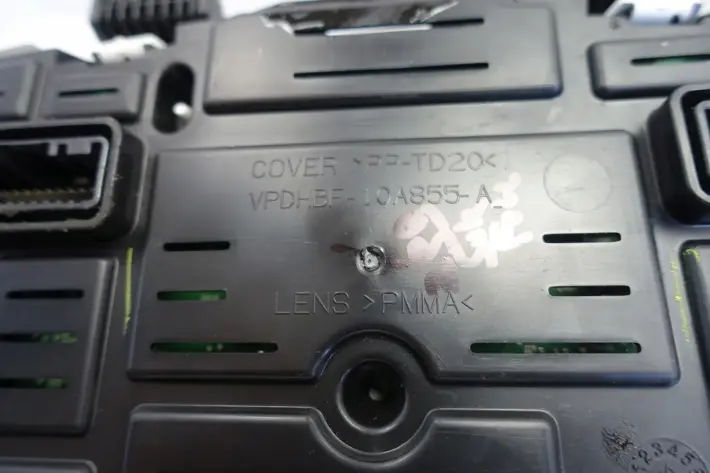 COVER >PP-TD20<
VPDHBF-10A855-A
LENS >PMMA<